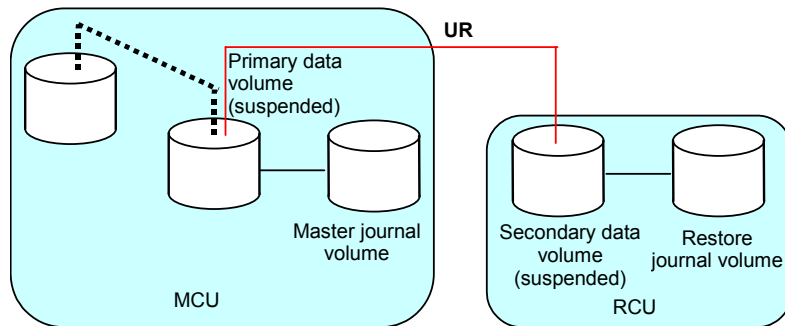 UR
Primary data
volume
(suspended)
Master journal
volume
MCU
Secondary data
volume
(suspended)
Restore
journal volume
RCU